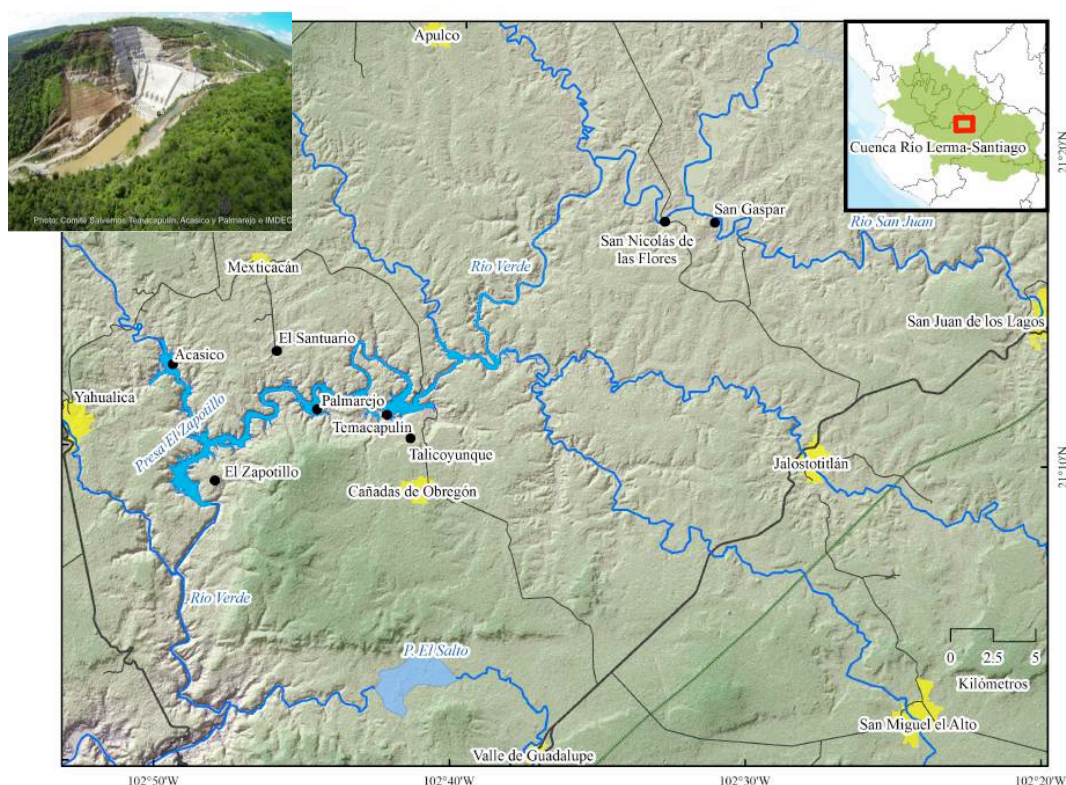 Apulco
Photo: Comité Salvemos Temacapulín, Acasico y Palmarejo e IMDEC
Cuenca Río Lerma-Santiago
21°20'N
San Gaspar
San Nicolás de
las Flores
Río San Juan
Río Verde
Mexticacán
San Juan de los Lagos
El Santuario
Acasico
Yahualica
Palmarejo
Temacapulín
Presa El Zapotillo
Talicoyunque
Jalostotitlán
21°10'N
El Zapotillo
Cañadas de Obregón
Río Verde
P. El Salto
0 2.5 5
Kilómetros
San Miguel el Alto
Valle de Guadalupe
102°50'W 102°40'W 102°30'W 102°20'W